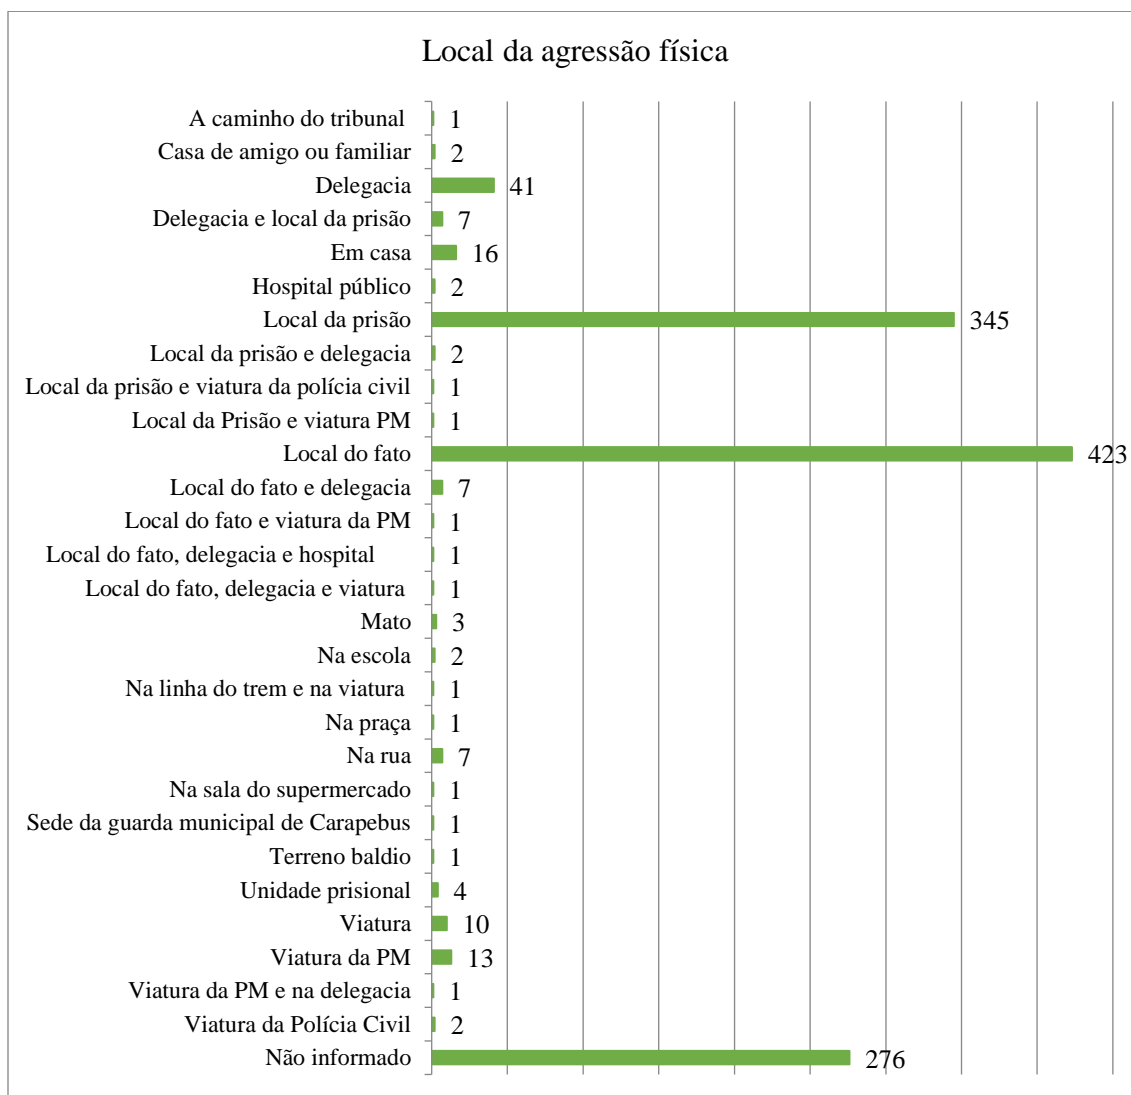 Local da agressão física
A caminho do tribunal 1
Casa de amigo ou familiar 2
Delegacia 41
Delegacia e local da prisão 7
Em casa 16
Hospital público 2
Local da prisão 345
Local da prisão e delegacia 2
Local da prisão e viatura da polícia civil 1
Local da Prisão e viatura PM 1
Local do fato 423
Local do fato e delegacia 7
Local do fato e viatura da PM 1
Local do fato, delegacia e hospital 1
Local do fato, delegacia e viatura 1
Mato 3
Na escola 2
Na linha do trem e na viatura 1
Na praça 1
Na rua 7
Na sala do supermercado 1
Sede da guarda municipal de Carapebus 1
Terreno baldio 1
Unidade prisional 4
Viatura 10
Viatura da PM 13
Viatura da PM e na delegacia 1
Viatura da Polícia Civil 2
Não informado 276